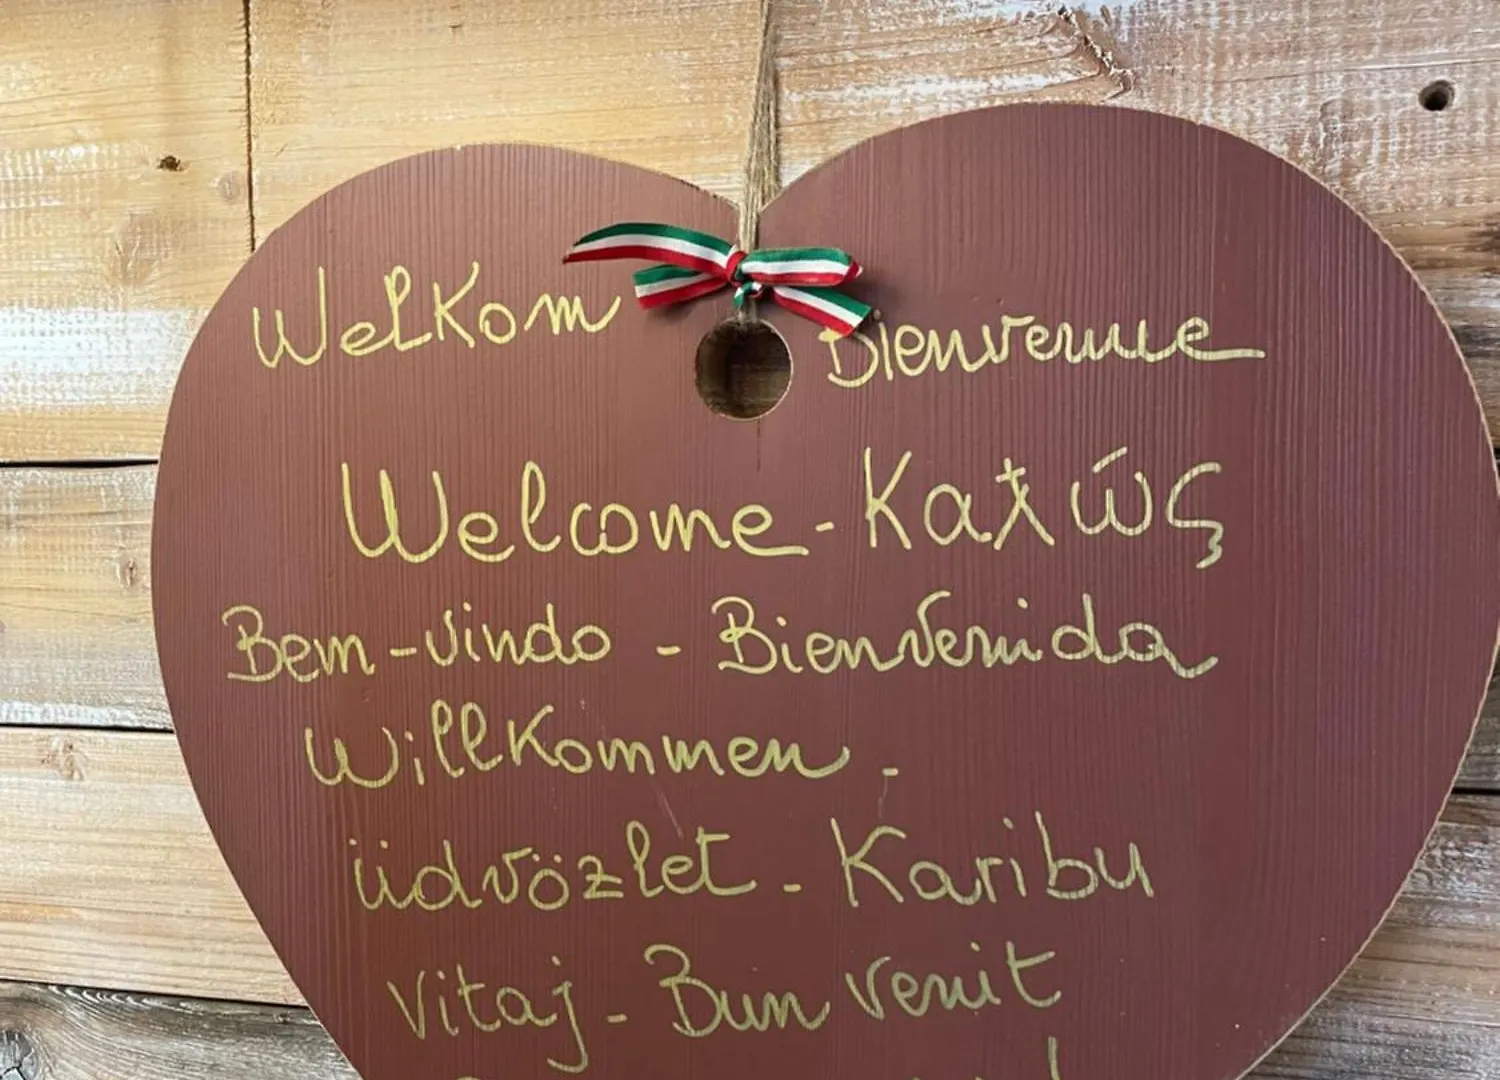 Welkom Bienvenue
Welcome - Καλώς
Bem-vindo - Bienvenida
Willkommen -
üdvözlet - Karibu
Vitaj - Bun venit